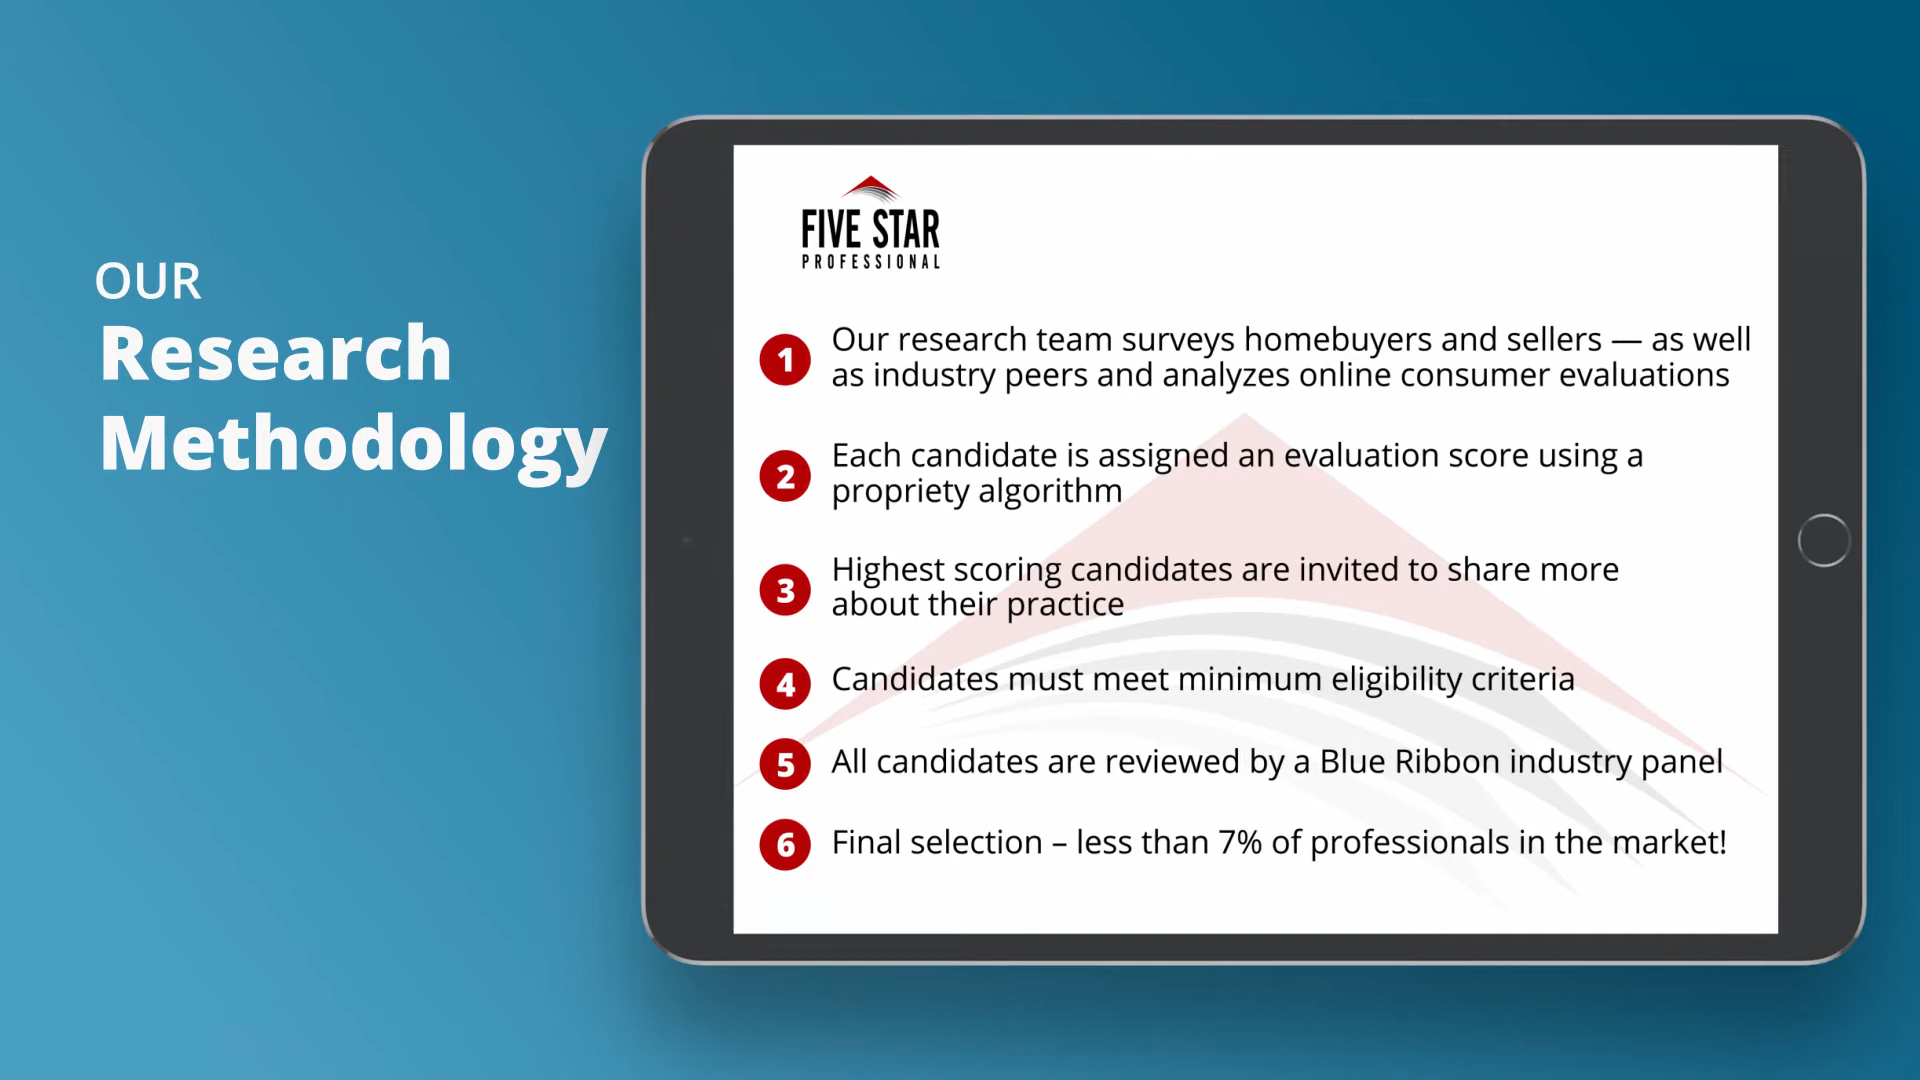 OUR
Research
Methodology
FIVE STAR
PROFESSIONAL
1 Our research team surveys homebuyers and sellers — as well
as industry peers and analyzes online consumer evaluations
2 Each candidate is assigned an evaluation score using a
propriety algorithm
3 Highest scoring candidates are invited to share more
about their practice
4 Candidates must meet minimum eligibility criteria
5 All candidates are reviewed by a Blue Ribbon industry panel
6 Final selection – less than 7% of professionals in the market!